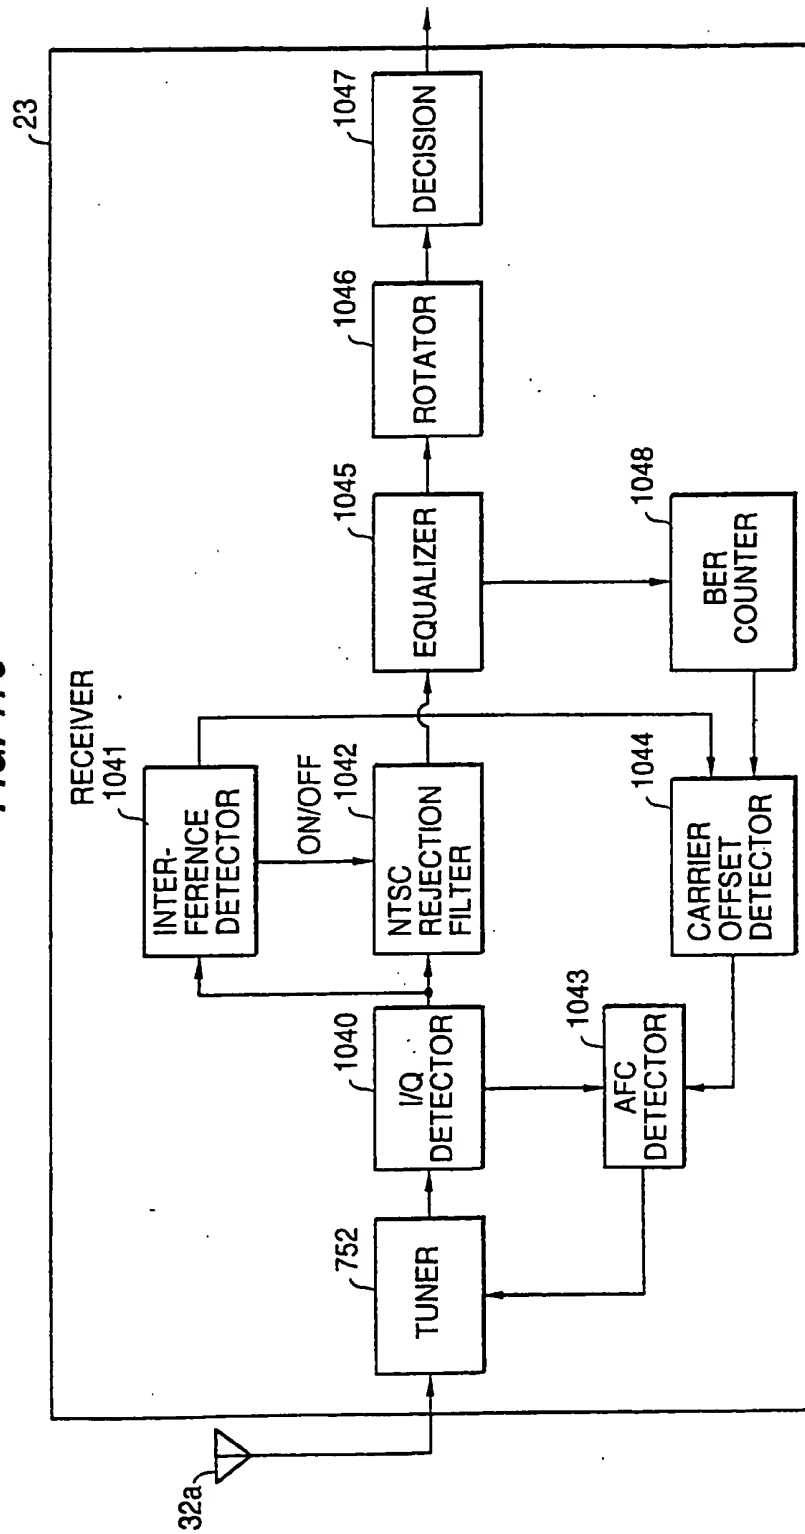 23
RECEIVER
1041
INTER-
FERENCE
DETECTOR
ON/OFF
32a
752
TUNER
1040
I/Q
DETECTOR
1042
NTSC
REJECTION
FILTER
1045
EQUALIZER
1046
ROTATOR
1047
DECISION
1043
AFC
DETECTOR
1044
CARRIER
OFFSET
DETECTOR
1048
BER
COUNTER